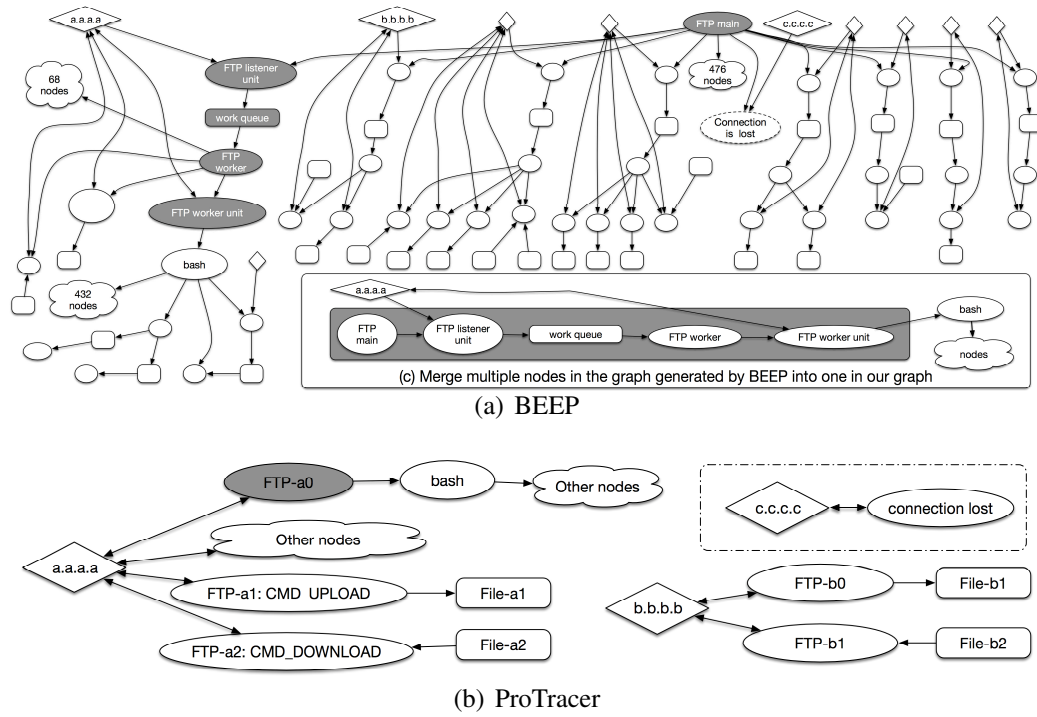 a.a.a.a
b.b.b.b
FTP main
c.c.c.c
68
nodes
FTP listener
unit
476
nodes
work queue
Connection
is lost
FTP
worker
FTP worker unit
bash
432
nodes
a.a.a.a
FTP
main
FTP listener
unit
work queue
FTP worker
FTP worker unit
bash
nodes
(c) Merge multiple nodes in the graph generated by BEEP into one in our graph
(a) BEEP
FTP-a0
bash
Other nodes
c.c.c.c
connection lost
Other nodes
a.a.a.a
FTP-a1: CMD_UPLOAD
File-a1
FTP-b0
File-b1
b.b.b.b
FTP-a2: CMD_DOWNLOAD
File-a2
FTP-b1
File-b2
(b) ProTracer